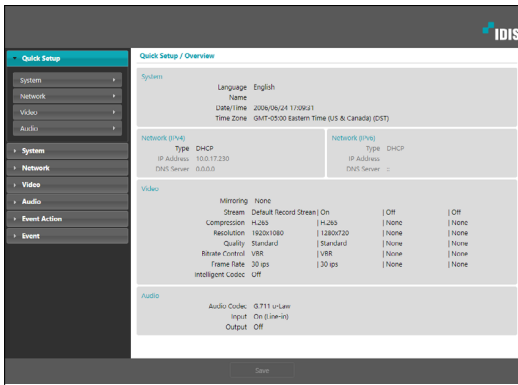 IDIS
Quick Setup
System
Network
Video
Audio
System
Network
Video
Audio
Event Action
Event
Quick Setup / Overview
System
Language English
Name
Date/Time 2006/06/24 17:09:31
Time Zone GMT-05:00 Eastern Time (US & Canada) (DST)
Network (IPv4)
Type DHCP
IP Address 10.0.17.230
DNS Server 0.0.0.0
Network (IPv6)
Type DHCP
IP Address
DNS Server ::
Video
Mirroring None
Stream Default Record Stream | On | Off | Off
Compression H.265 | H.265 | None | None
Resolution 1920x1080 | 1280x720 | None | None
Quality Standard | Standard | None | None
Bitrate Control VBR | VBR | None | None
Frame Rate 30 ips | 30 ips | None | None
Intelligent Codec Off
Audio
Audio Codec G.711 u-Law
Input On (Line-in)
Output Off
Save